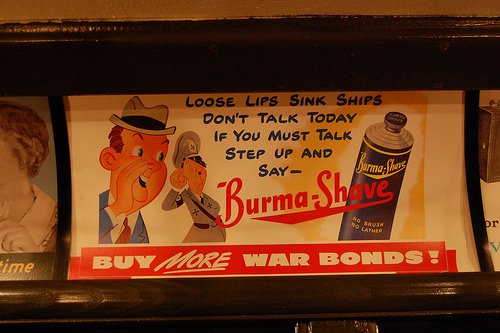 LOOSE LIPS SINK SHIPS
DON'T TALK TODAY
IF YOU MUST TALK
STEP UP AND
SAY—
Burma-Shave
Burma-Shave
NO BRUSH
NO LATHER
BUY MORE WAR BONDS!
time
or